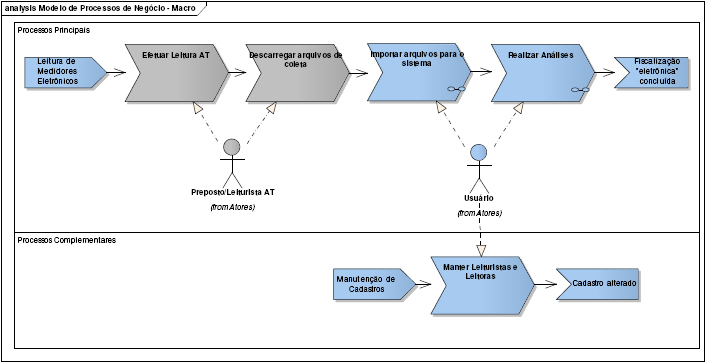 analysis Modelo de Processos de Negócio - Macro
Processos Principais
Leitura de
Medidores
Eletrônicos
Efetuar Leitura AT
Descarregar arquivos de
coleta
Importar arquivos para o
sistema
Realizar Análises
Fiscalização
"eletrônica"
concluída
Preposto/Leiturista AT
(from Atores)
Usuário
(from Atores)
Processos Complementares
Manutenção de
Cadastros
Manter Leituristas e
Leitoras
Cadastro alterado